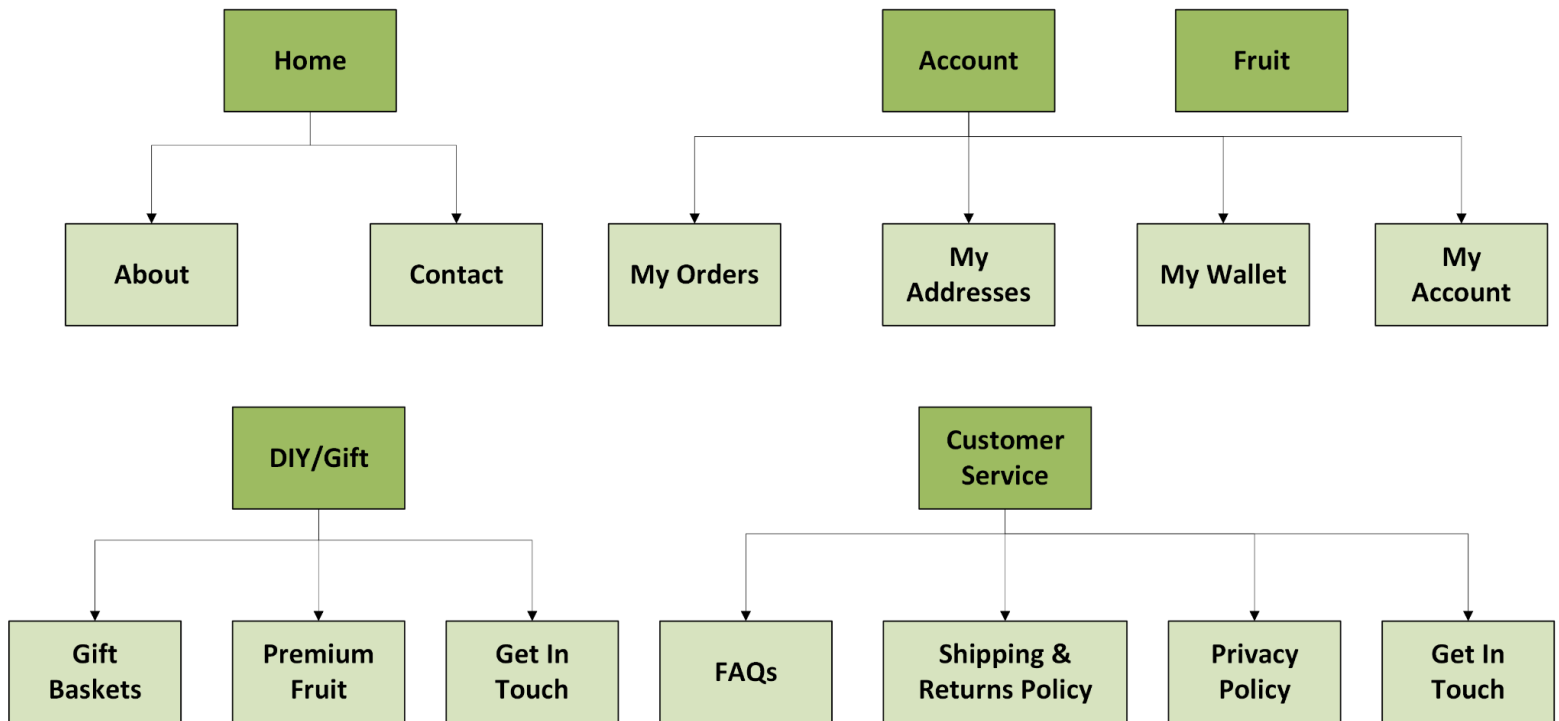 Home
Account
Fruit
About
Contact
My Orders
My
Addresses
My Wallet
My
Account
DIY/Gift
Customer
Service
Gift
Baskets
Premium
Fruit
Get In
Touch
FAQs
Shipping &
Returns Policy
Privacy
Policy
Get In
Touch